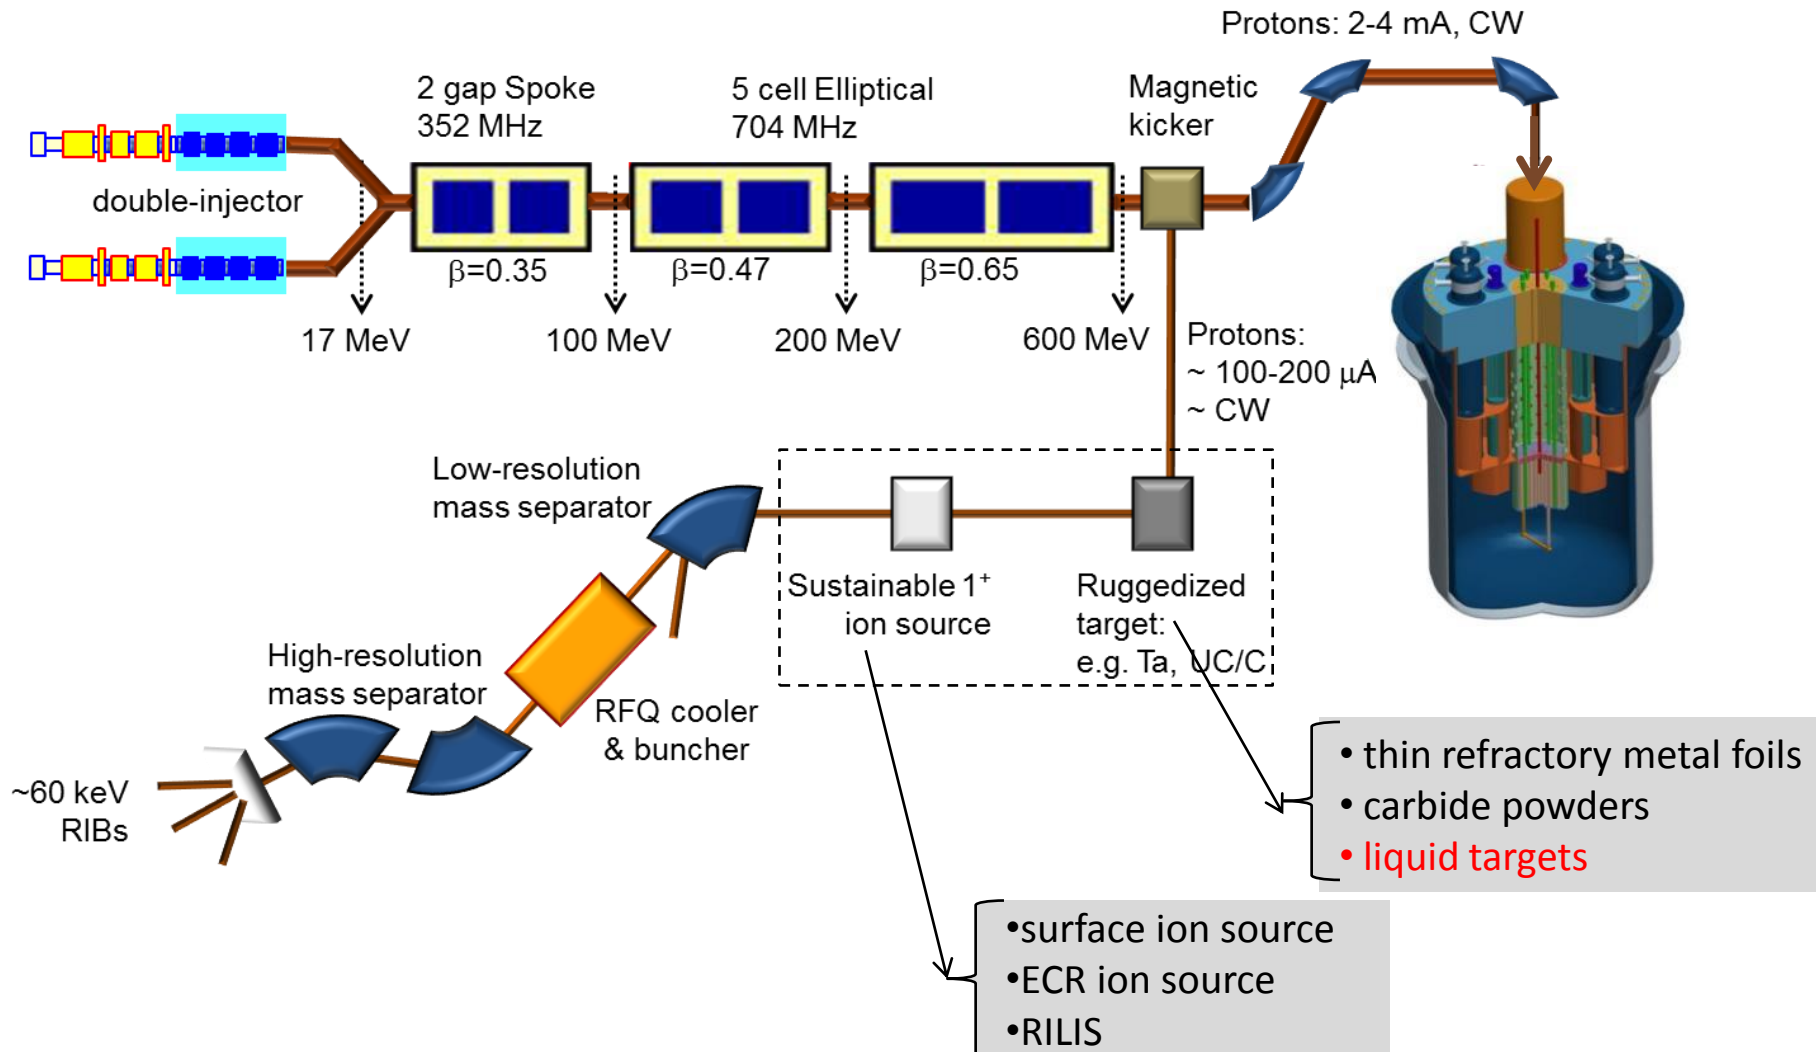 Protons: 2-4 mA, CW
2 gap Spoke
352 MHz
5 cell Elliptical
704 MHz
Magnetic
kicker
double-injector
β=0.35
β=0.47
β=0.65
17 MeV
100 MeV
200 MeV
600 MeV
Protons:
~ 100-200 μA
~ CW
Low-resolution
mass separator
Sustainable 1⁺
ion source
Ruggedized
target:
e.g. Ta, UC/C
High-resolution
mass separator
RFQ cooler
& buncher
~60 keV
RIBs
• thin refractory metal foils
• carbide powders
• liquid targets
•surface ion source
•ECR ion source
•RILIS